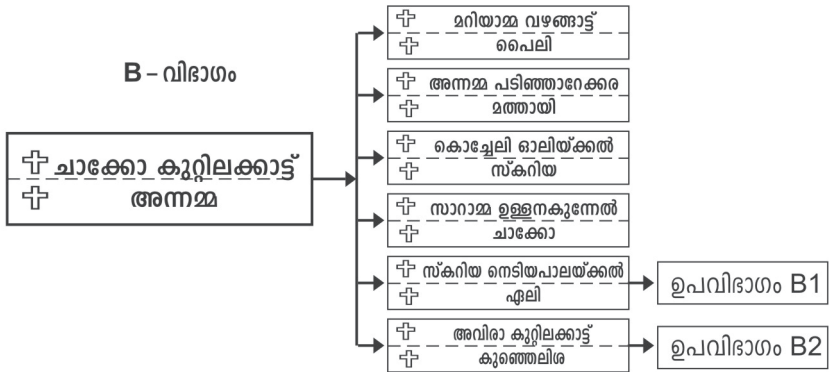 B – വിഭാഗം
ചാക്കോ കുറ്റിലക്കാട്ട്
അന്നമ്മ
മറിയാമ്മ വഴങ്ങാട്ട്
പൈലി
അന്നമ്മ പടിഞ്ഞാറേക്കര
മത്തായി
കൊച്ചേലി ഓലിയ്ക്കൽ
സ്കറിയ
സാറാമ്മ ഉള്ളനകുന്നേൽ
ചാക്കോ
സ്കറിയ നെടിയപാലയ്ക്കൽ
ഏലി
ഉപവിഭാഗം B1
അവിരാ കുറ്റിലക്കാട്ട്
കുഞ്ഞെലിശ
ഉപവിഭാഗം B2